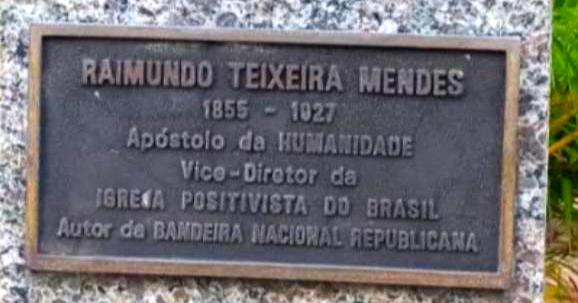 RAIMUNDO TEIXEIRA MENDES
1855 - 1927
Apóstolo da HUMANIDADE
Vice-Diretor da
IGREJA POSITIVISTA DO BRASIL
Autor da BANDEIRA NACIONAL REPUBLICANA